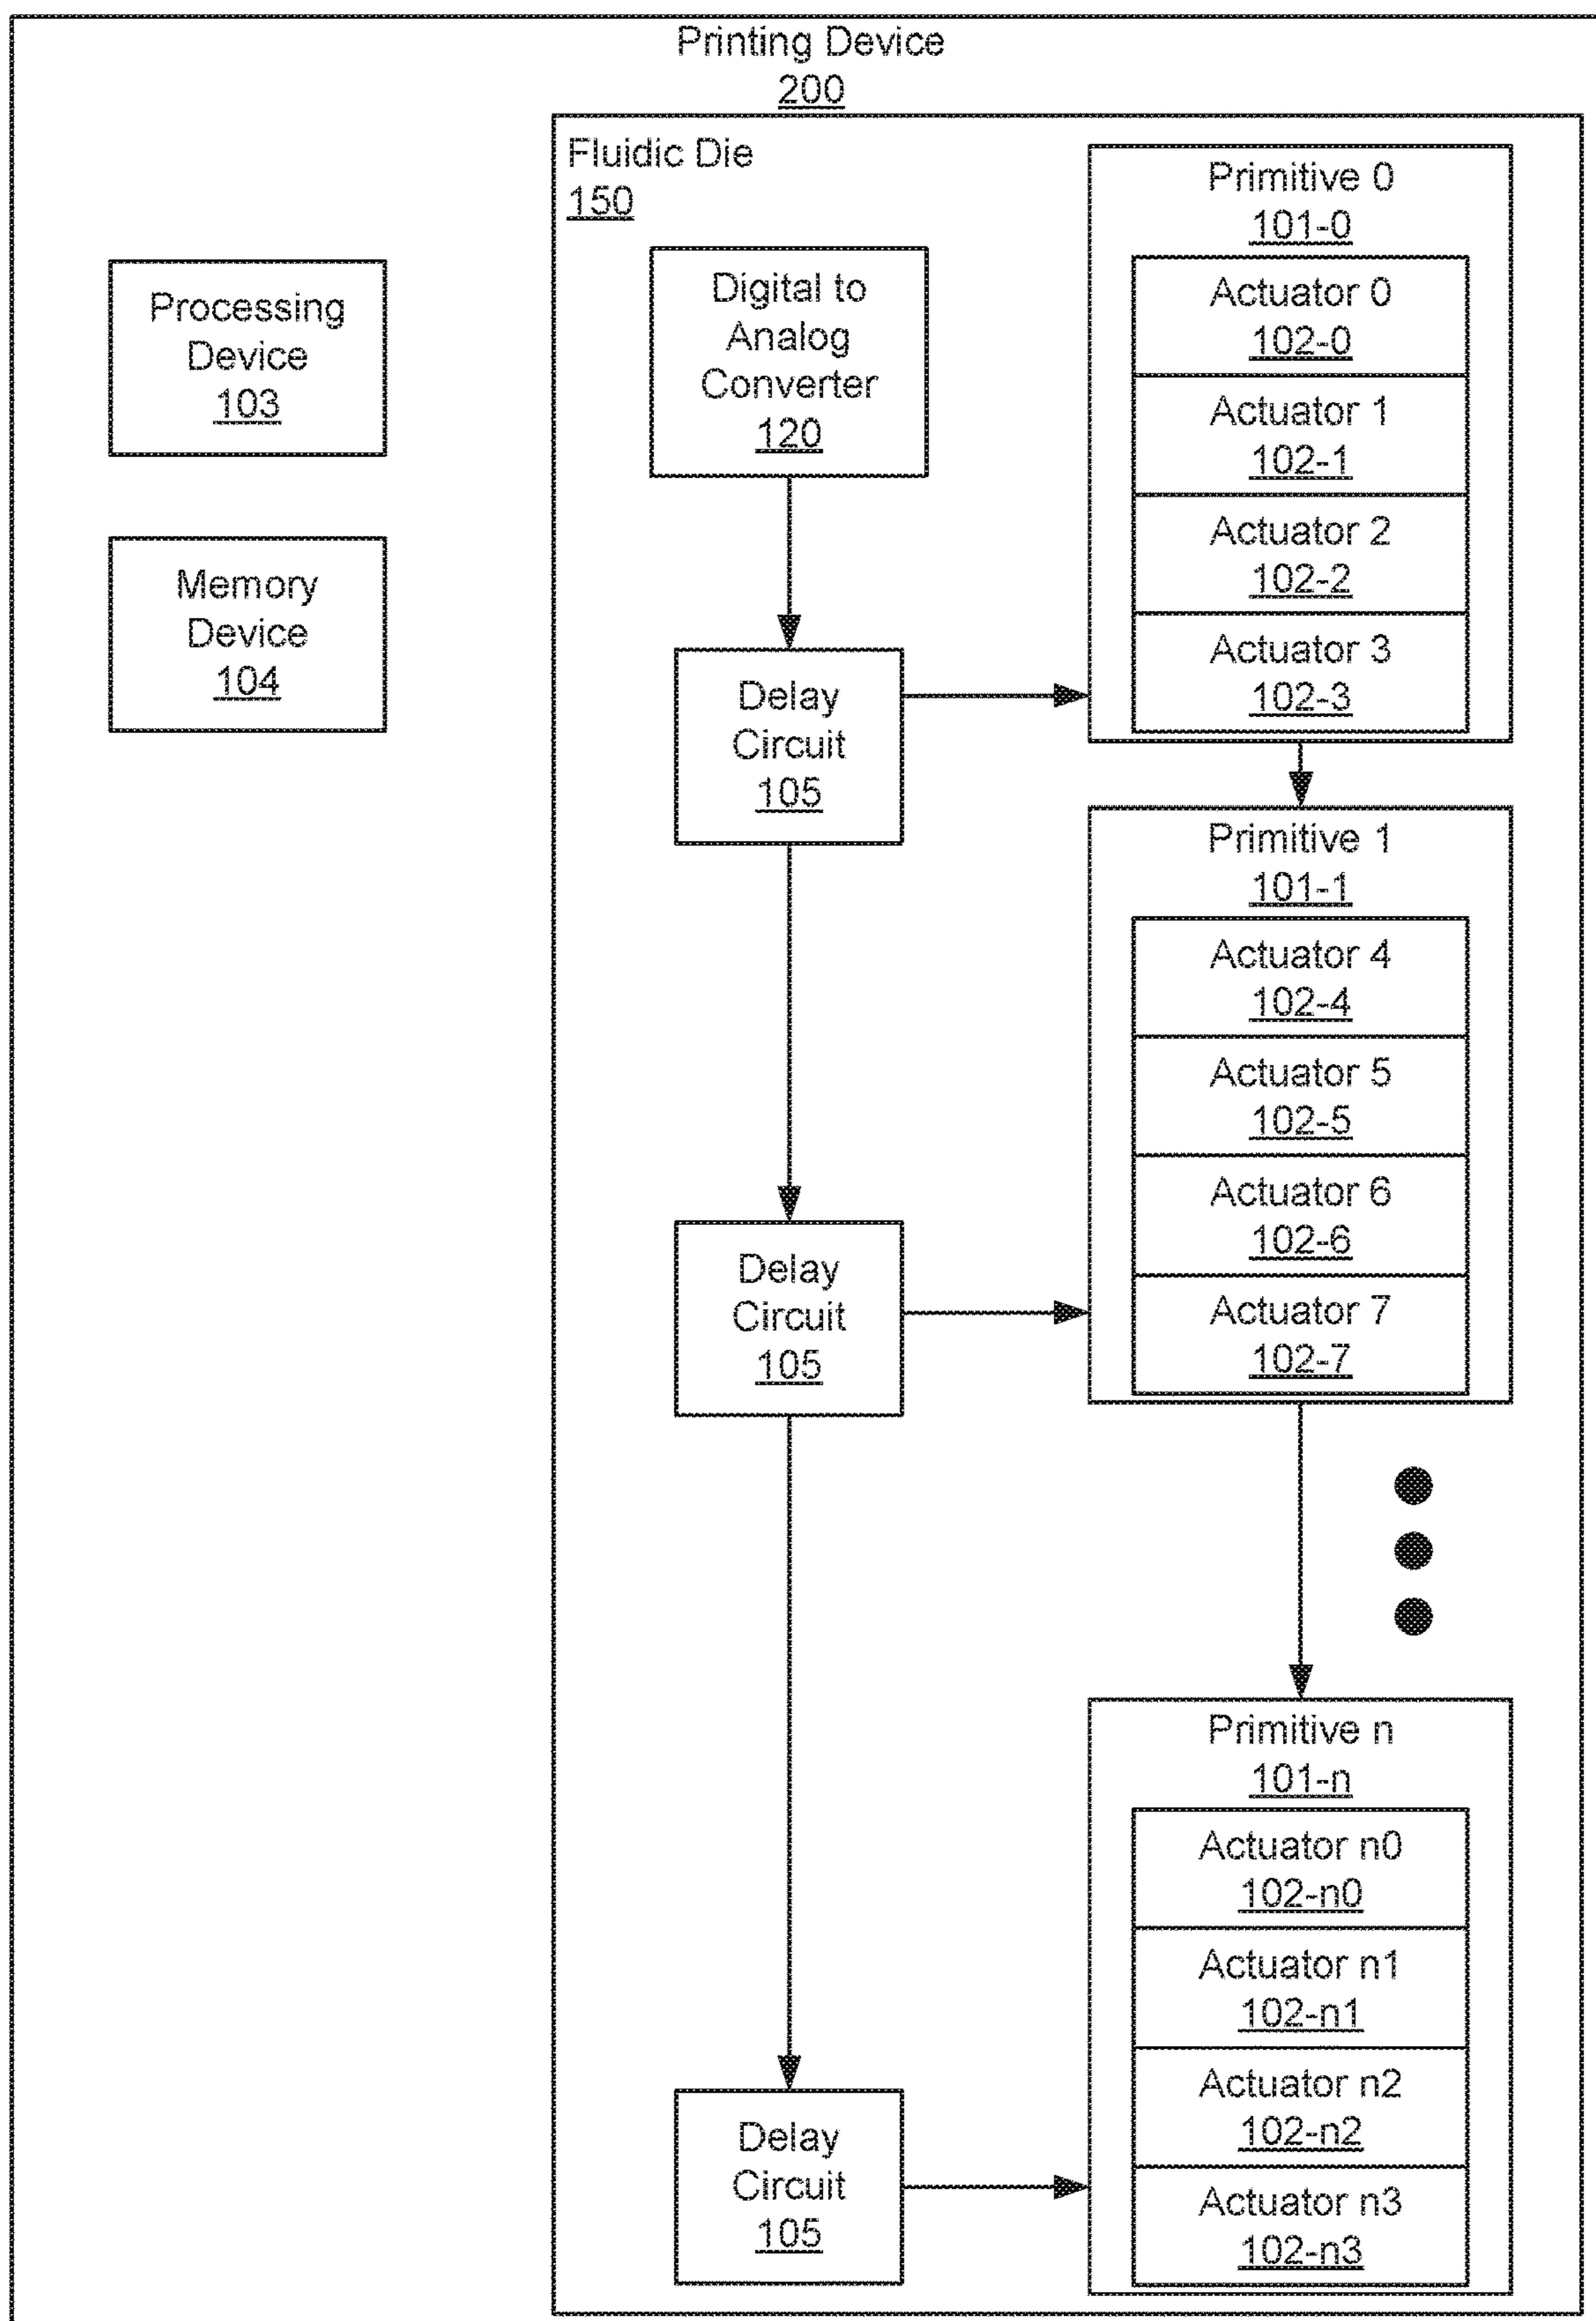 Printing Device
200
Fluidic Die
150
Processing
Device
103
Memory
Device
104
Digital to
Analog
Converter
120
Delay
Circuit
105
Delay
Circuit
105
Delay
Circuit
105
Primitive 0
101-0
Actuator 0
102-0
Actuator 1
102-1
Actuator 2
102-2
Actuator 3
102-3
Primitive 1
101-1
Actuator 4
102-4
Actuator 5
102-5
Actuator 6
102-6
Actuator 7
102-7
Primitive n
101-n
Actuator n0
102-n0
Actuator n1
102-n1
Actuator n2
102-n2
Actuator n3
102-n3